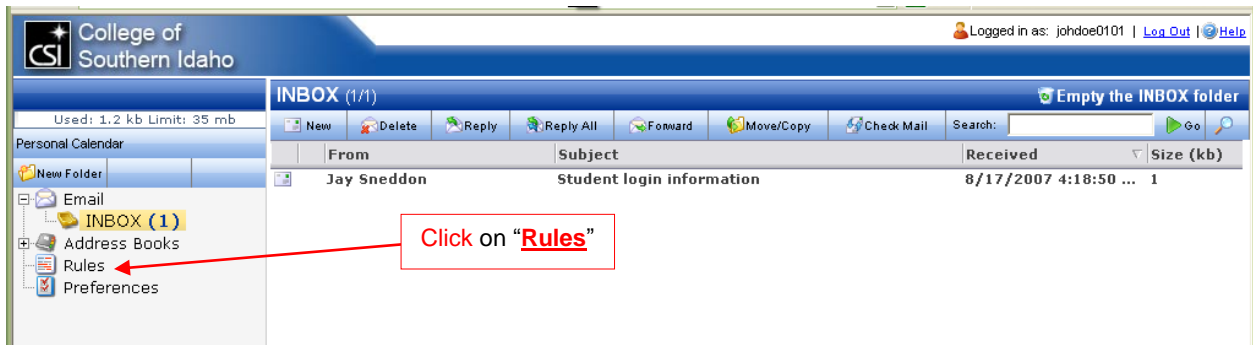 College of
CSI Southern Idaho
Logged in as: johdoe0101 | Log Out | Help
INBOX (1/1) Empty the INBOX folder
Used: 1.2 kb Limit: 35 mb
New Delete Reply Reply All Forward Move/Copy Check Mail Search: Go
Personal Calendar
From Subject Received Size (kb)
New Folder
Jay Sneddon Student login information 8/17/2007 4:18:50 ... 1
Email
INBOX (1)
Address Books
Rules
Preferences
Click on “Rules”